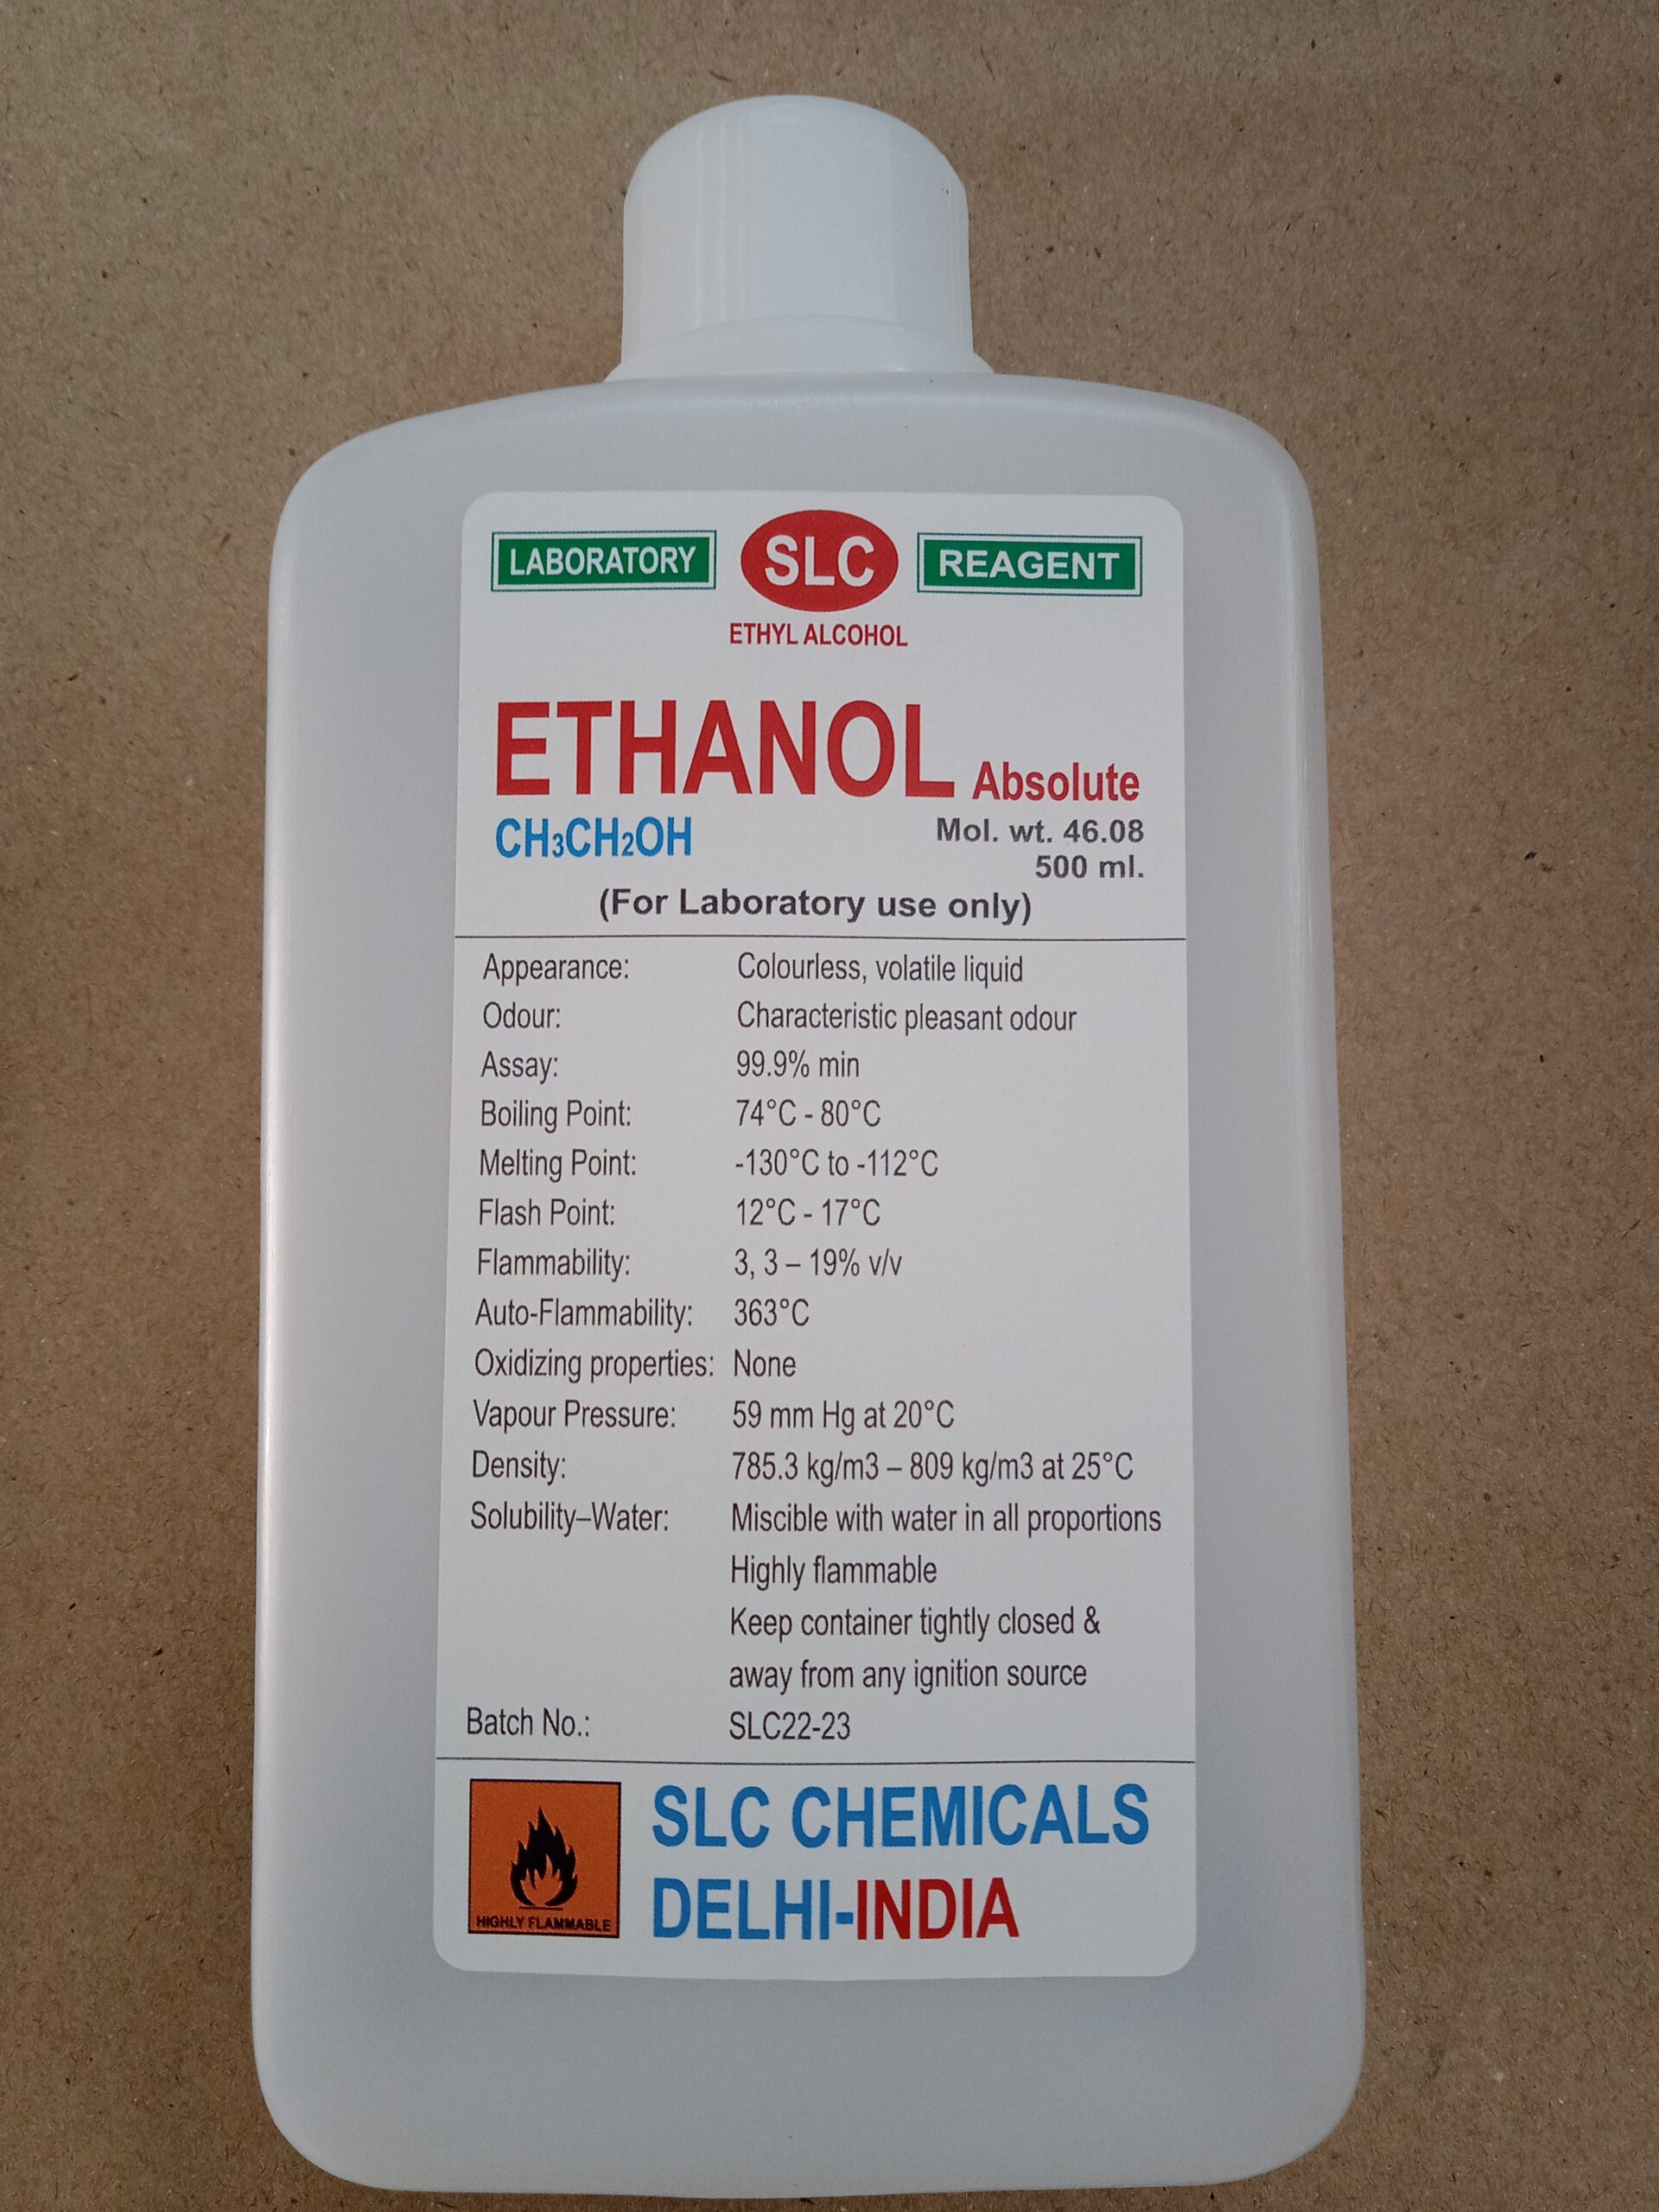 LABORATORY SLC REAGENT
ETHYL ALCOHOL
ETHANOL Absolute
CH₃CH₂OH Mol. wt. 46.08
500 ml.
(For Laboratory use only)
Appearance: Colourless, volatile liquid
Odour: Characteristic pleasant odour
Assay: 99.9% min
Boiling Point: 74°C - 80°C
Melting Point: -130°C to -112°C
Flash Point: 12°C - 17°C
Flammability: 3, 3 – 19% v/v
Auto-Flammability: 363°C
Oxidizing properties: None
Vapour Pressure: 59 mm Hg at 20°C
Density: 785.3 kg/m3 – 809 kg/m3 at 25°C
Solubility–Water: Miscible with water in all proportions
Highly flammable
Keep container tightly closed &
away from any ignition source
Batch No.: SLC22-23
HIGHLY FLAMMABLE
SLC CHEMICALS
DELHI-INDIA